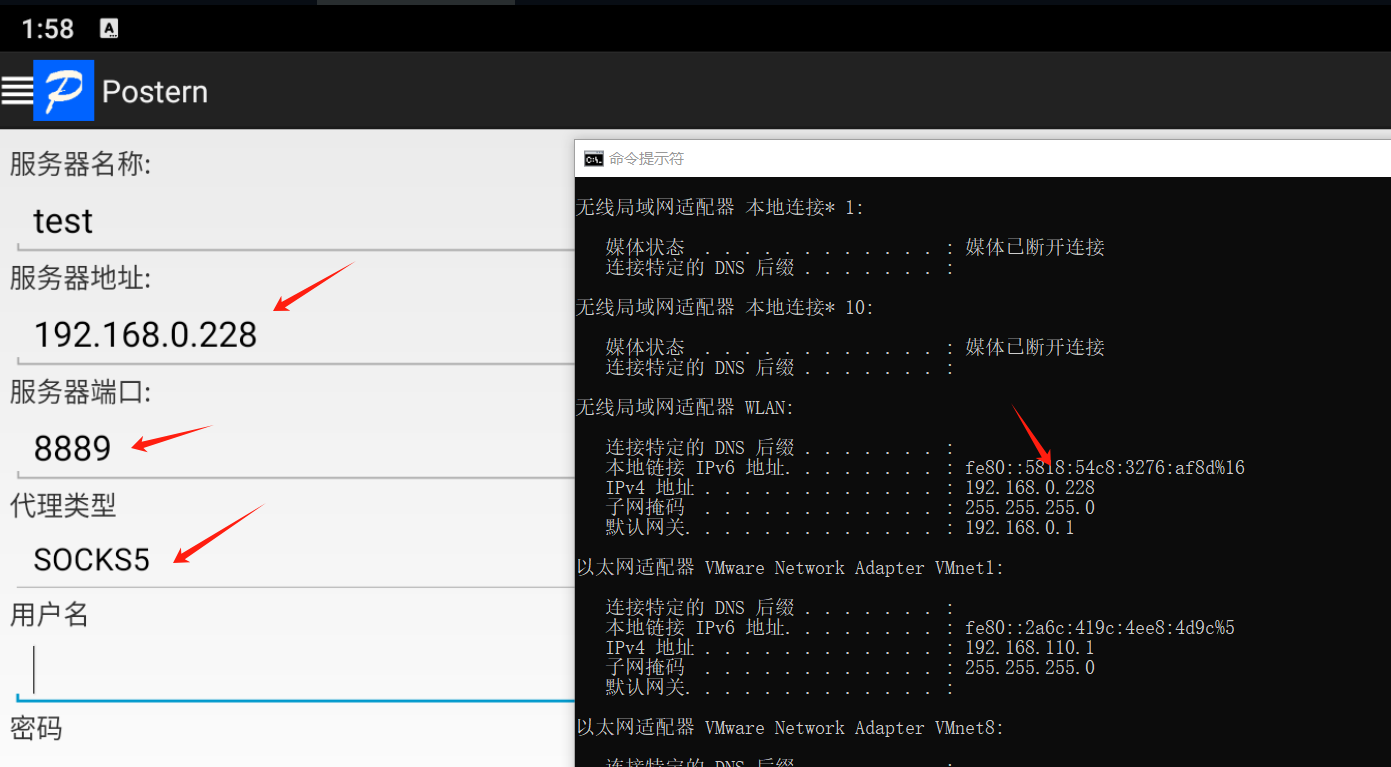 1:58 A
Postern
服务器名称:
test
服务器地址:
192.168.0.228
服务器端口:
8889
代理类型
SOCKS5
用户名
密码
命令提示符
无线局域网适配器 本地连接* 1:
媒体状态 . . . . . . . . . . . . : 媒体已断开连接
连接特定的 DNS 后缀 . . . . . . . :
无线局域网适配器 本地连接* 10:
媒体状态 . . . . . . . . . . . . : 媒体已断开连接
连接特定的 DNS 后缀 . . . . . . . :
无线局域网适配器 WLAN:
连接特定的 DNS 后缀 . . . . . . . :
本地链接 IPv6 地址. . . . . . . . : fe80::5818:54c8:3276:af8d%16
IPv4 地址 . . . . . . . . . . . . : 192.168.0.228
子网掩码 . . . . . . . . . . . . : 255.255.255.0
默认网关. . . . . . . . . . . . . : 192.168.0.1
以太网适配器 VMware Network Adapter VMnet1:
连接特定的 DNS 后缀 . . . . . . . :
本地链接 IPv6 地址. . . . . . . . : fe80::2a6c:419c:4ee8:4d9c%5
IPv4 地址 . . . . . . . . . . . . : 192.168.110.1
子网掩码 . . . . . . . . . . . . : 255.255.255.0
默认网关. . . . . . . . . . . . . :
以太网适配器 VMware Network Adapter VMnet8:
连接特定的 DNS 后缀 . . . . . . . :